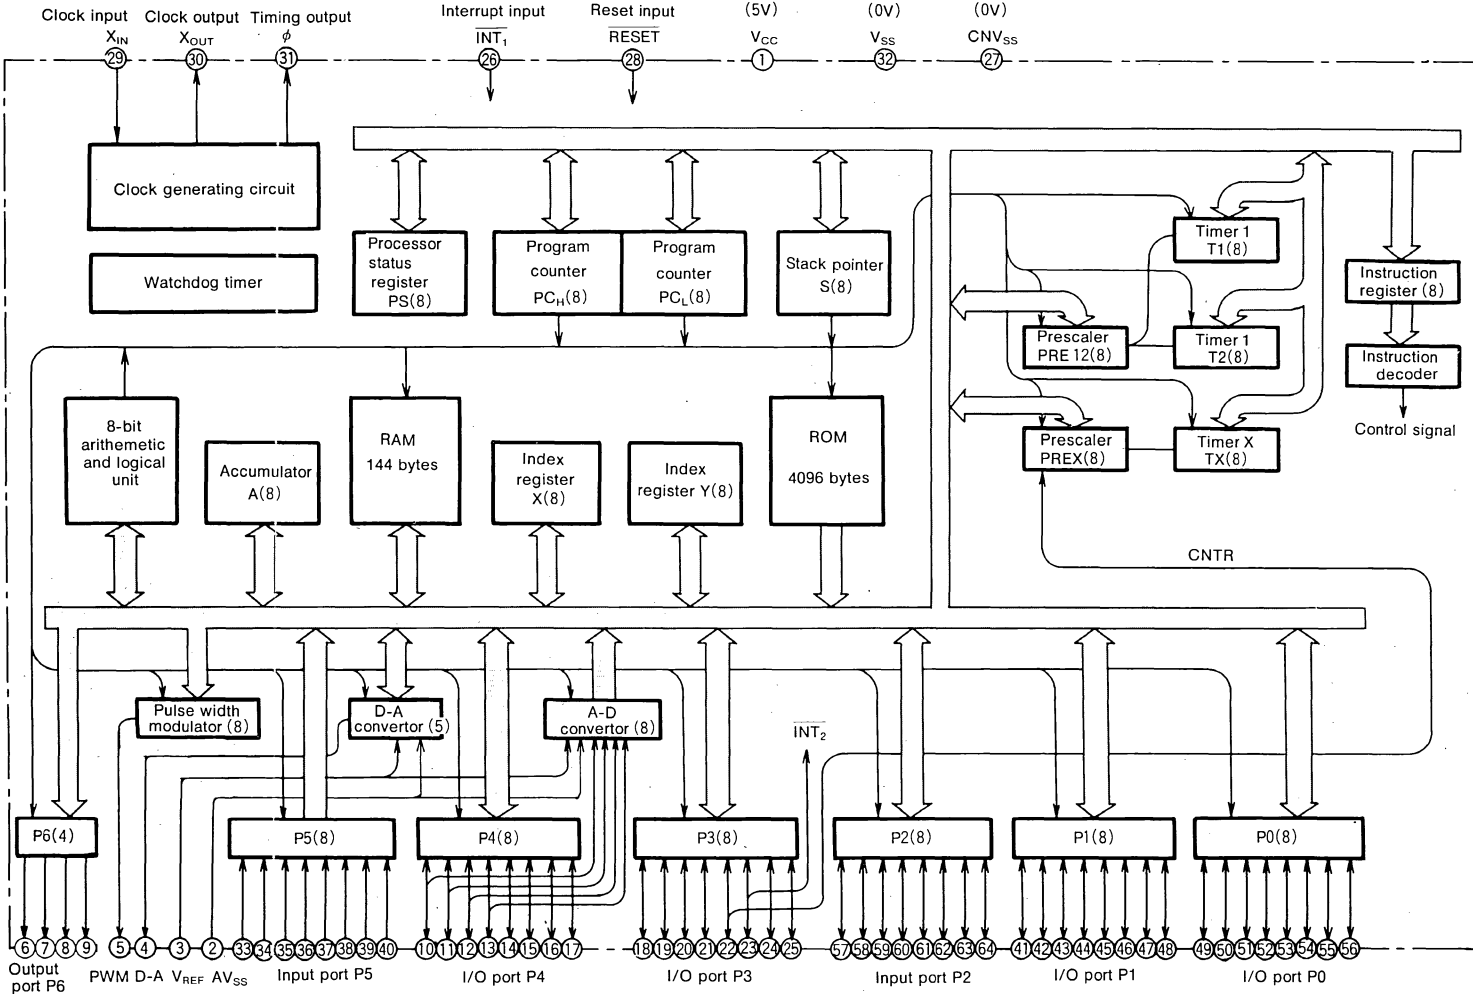 Clock input Clock output Timing output Interrupt input Reset input (5V) (0V) (0V)
XIN XOUT ϕ INT1 RESET VCC VSS CNVSS
29 30 31 26 28 1 32 27
Clock generating circuit
Watchdog timer
Processor
status
register
PS(8)
Program
counter
PCH(8)
Program
counter
PCL(8)
Stack pointer
S(8)
Timer 1
T1(8)
Prescaler
PRE 12(8)
Timer 1
T2(8)
Prescaler
PREX(8)
Timer X
TX(8)
Instruction
register (8)
Instruction
decoder
Control signal
8-bit
arithemetic
and logical
unit
Accumulator
A(8)
RAM
144 bytes
Index
register
X(8)
Index
register Y(8)
ROM
4096 bytes
CNTR
Pulse width
modulator (8)
D-A
convertor (5)
A-D
convertor (8)
INT2
P6(4) P5(8) P4(8) P3(8) P2(8) P1(8) P0(8)
6 7 8 9 5 4 3 2 33 34 35 36 37 38 39 40 10 11 12 13 14 15 16 17 18 19 20 21 22 23 24 25 57 58 59 60 61 62 63 64 41 42 43 44 45 46 47 48 49 50 51 52 53 54 55 56
Output
port P6
PWM D-A VREF AVSS Input port P5 I/O port P4 I/O port P3 Input port P2 I/O port P1 I/O port P0